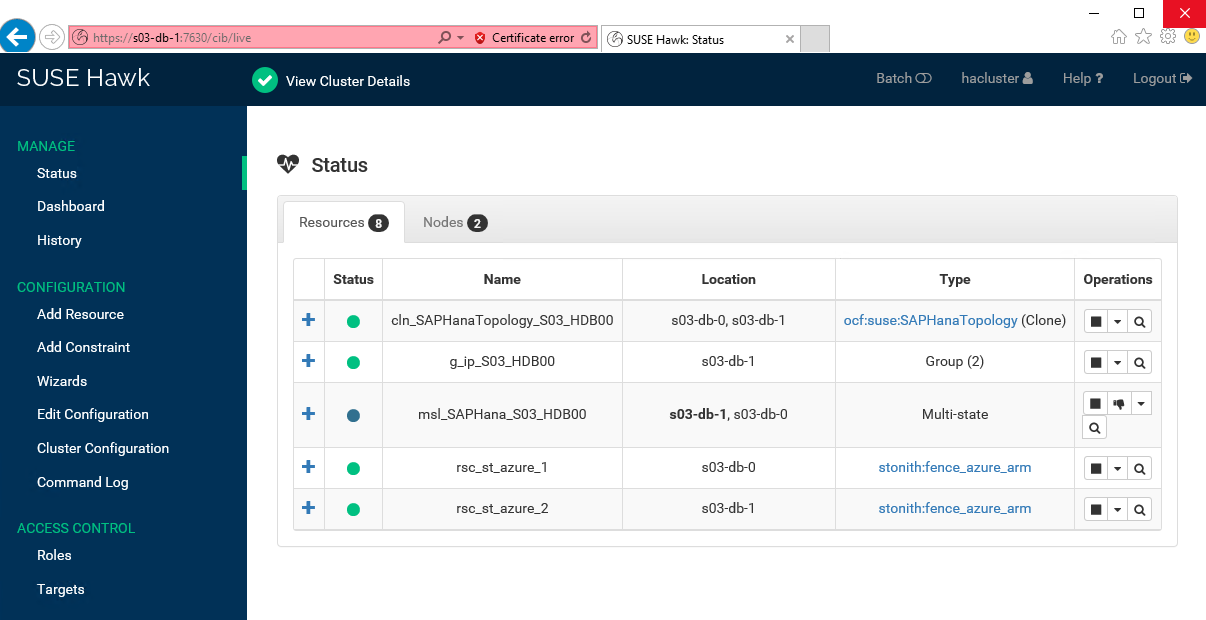 https://s03-db-1:7630/cib/live Certificate error SUSE Hawk: Status
SUSE Hawk View Cluster Details Batch hacluster Help ? Logout
MANAGE
Status
Dashboard
History
CONFIGURATION
Add Resource
Add Constraint
Wizards
Edit Configuration
Cluster Configuration
Command Log
ACCESS CONTROL
Roles
Targets
Status
Resources 8 Nodes 2
Status Name Location Type Operations
cln_SAPHanaTopology_S03_HDB00 s03-db-0, s03-db-1 ocf:suse:SAPHanaTopology (Clone)
g_ip_S03_HDB00 s03-db-1 Group (2)
msl_SAPHana_S03_HDB00 s03-db-1, s03-db-0 Multi-state
rsc_st_azure_1 s03-db-0 stonith:fence_azure_arm
rsc_st_azure_2 s03-db-1 stonith:fence_azure_arm